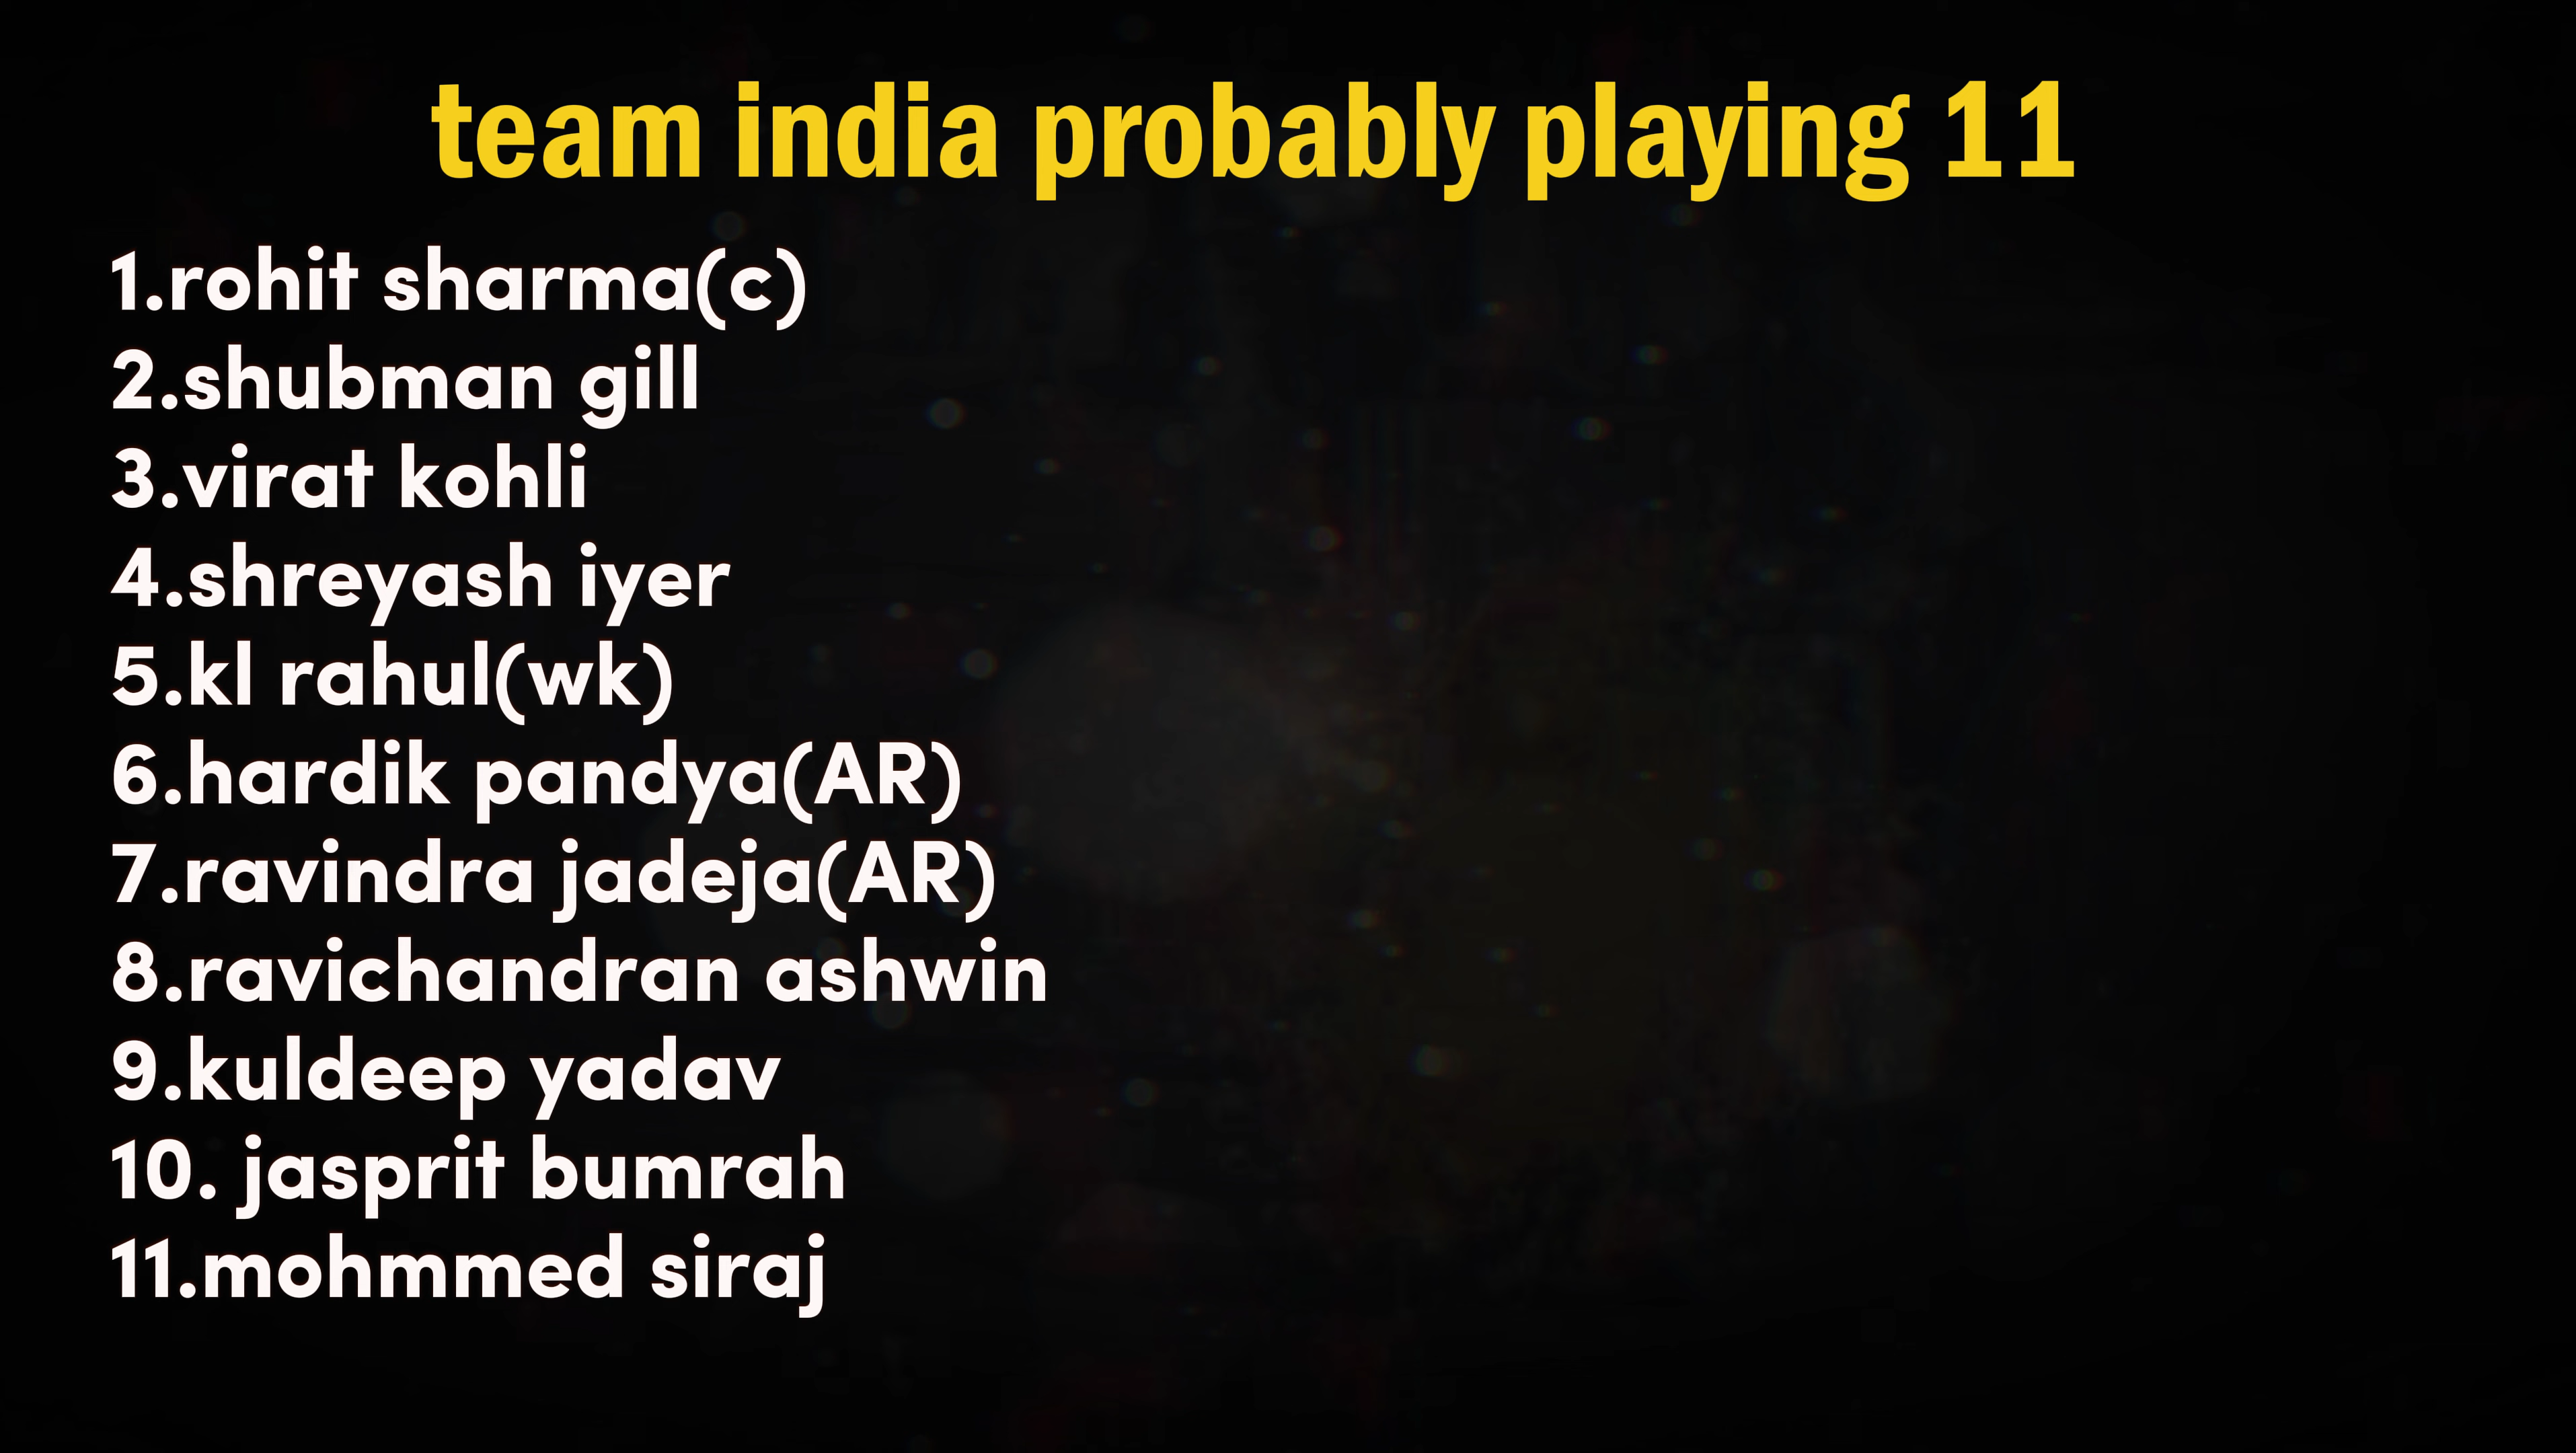 team india probably playing 11
1.rohit sharma(c)
2.shubman gill
3.virat kohli
4.shreyash iyer
5.kl rahul(wk)
6.hardik pandya(AR)
7.ravindra jadeja(AR)
8.ravichandran ashwin
9.kuldeep yadav
10. jasprit bumrah
11.mohmmed siraj